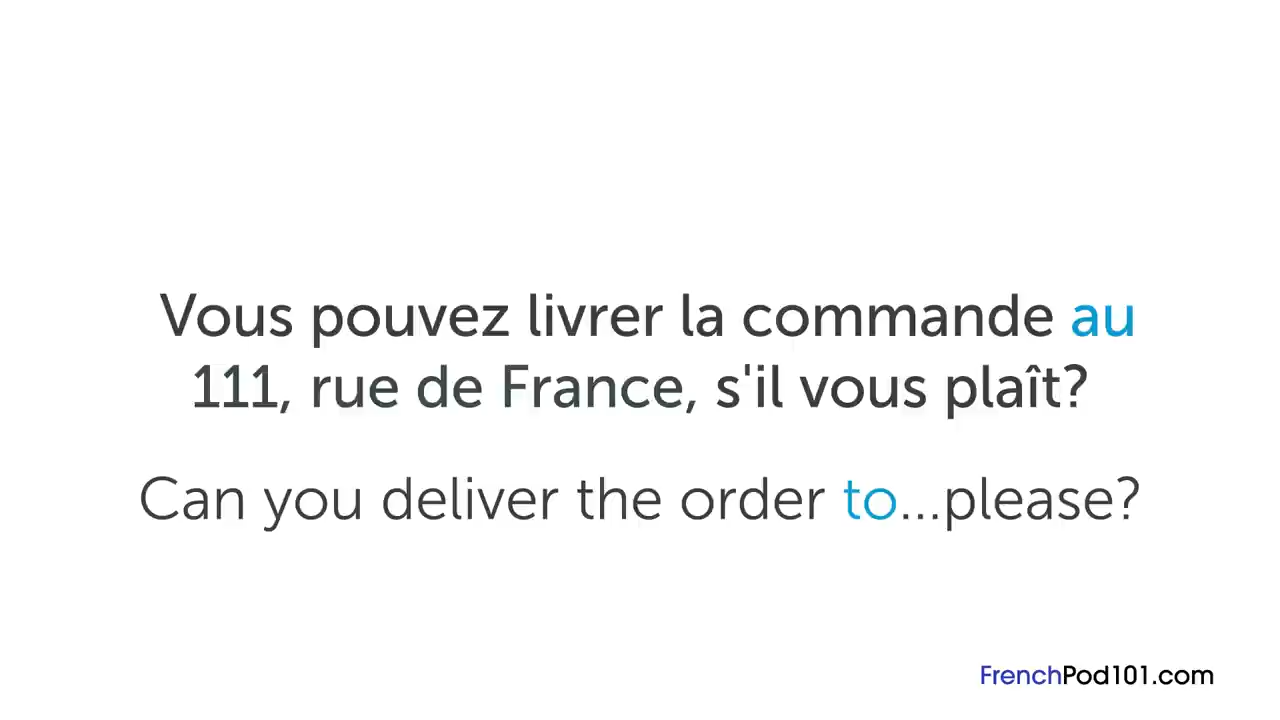 Vous pouvez livrer la commande au
111, rue de France, s'il vous plaît?
Can you deliver the order to...please?
FrenchPod101.com